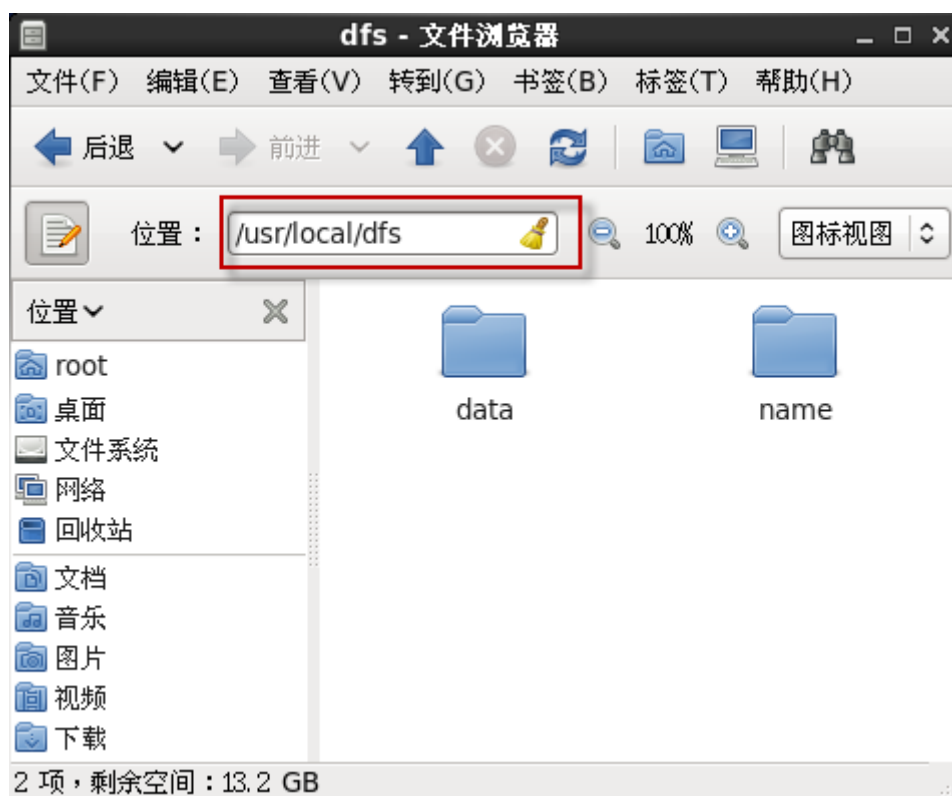 dfs - 文件浏览器
文件(F) 编辑(E) 查看(V) 转到(G) 书签(B) 标签(T) 帮助(H)
后退 前进
位置： /usr/local/dfs 100% 图标视图
位置
root
桌面
文件系统
网络
回收站
文档
音乐
图片
视频
下载
data name
2 项，剩余空间：13.2 GB